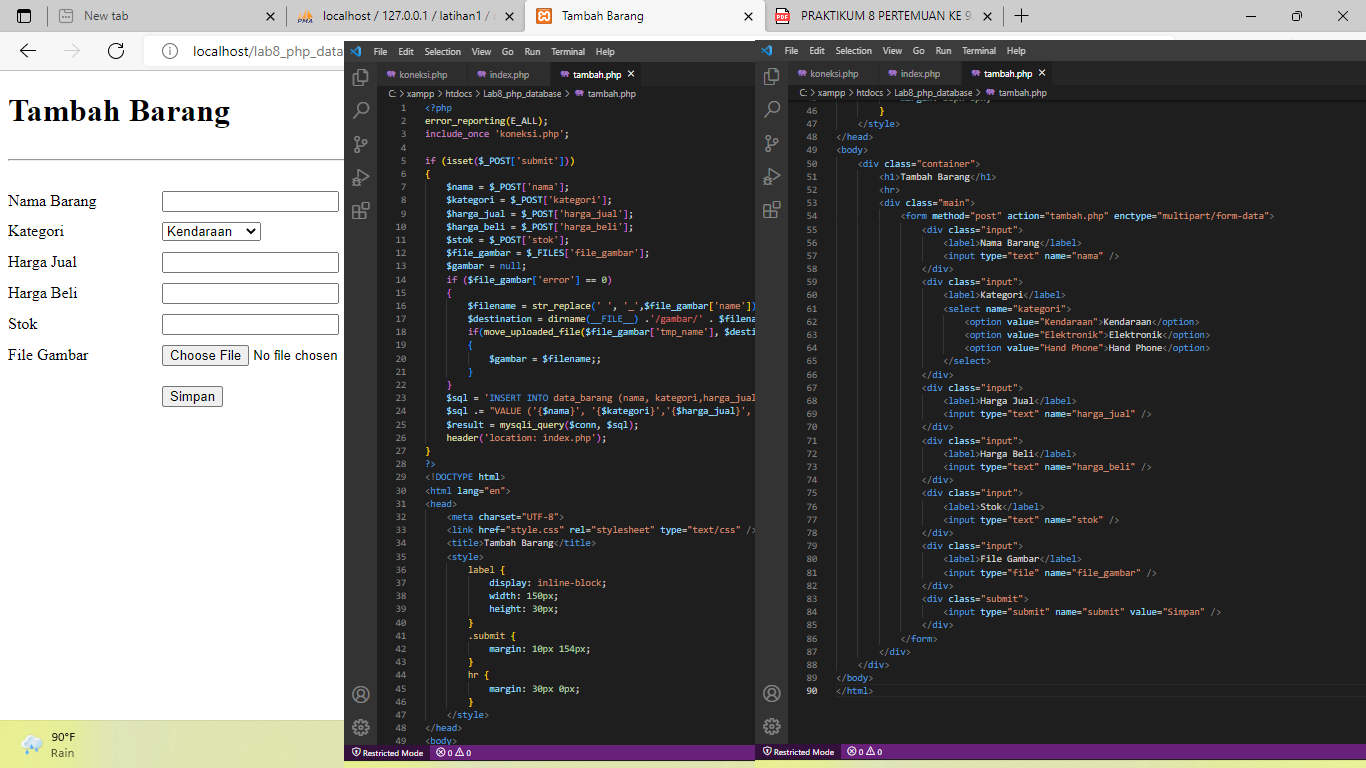 New tab
localhost / 127.0.0.1 / latihan1 /
Tambah Barang
PRAKTIKUM 8 PERTEMUAN KE 9
localhost/lab8_php_data
Tambah Barang
Nama Barang
Kategori Kendaraan
Harga Jual
Harga Beli
Stok
File Gambar Choose File No file chosen
Simpan
90°F
Rain
File Edit Selection View Go Run Terminal Help
koneksi.php index.php tambah.php
C: > xampp > htdocs > Lab8_php_database > tambah.php
1 <?php
2 error_reporting(E_ALL);
3 include_once 'koneksi.php';
4
5 if (isset($_POST['submit']))
6 {
7 $nama = $_POST['nama'];
8 $kategori = $_POST['kategori'];
9 $harga_jual = $_POST['harga_jual'];
10 $harga_beli = $_POST['harga_beli'];
11 $stok = $_POST['stok'];
12 $file_gambar = $_FILES['file_gambar'];
13 $gambar = null;
14 if ($file_gambar['error'] == 0)
15 {
16 $filename = str_replace(' ', '_',$file_gambar['name'])
17 $destination = dirname(__FILE__) .'/gambar/' . $filena
18 if(move_uploaded_file($file_gambar['tmp_name'], $desti
19 {
20 $gambar = $filename;;
21 }
22 }
23 $sql = 'INSERT INTO data_barang (nama, kategori,harga_jual
24 $sql .= "VALUE ('{$nama}', '{$kategori}','{$harga_jual}',
25 $result = mysqli_query($conn, $sql);
26 header('location: index.php');
27 }
28 ?>
29 <!DOCTYPE html>
30 <html lang="en">
31 <head>
32 <meta charset="UTF-8">
33 <link href="style.css" rel="stylesheet" type="text/css" />
34 <title>Tambah Barang</title>
35 <style>
36 label {
37 display: inline-block;
38 width: 150px;
39 height: 30px;
40 }
41 .submit {
42 margin: 10px 154px;
43 }
44 hr {
45 margin: 30px 0px;
46 }
47 </style>
48 </head>
49 <body>
Restricted Mode 0 0
File Edit Selection View Go Run Terminal Help
koneksi.php index.php tambah.php
C: > xampp > htdocs > Lab8_php_database > tambah.php
46 }
47 </style>
48 </head>
49 <body>
50 <div class="container">
51 <h1>Tambah Barang</h1>
52 <hr>
53 <div class="main">
54 <form method="post" action="tambah.php" enctype="multipart/form-data">
55 <div class="input">
56 <label>Nama Barang</label>
57 <input type="text" name="nama" />
58 </div>
59 <div class="input">
60 <label>Kategori</label>
61 <select name="kategori">
62 <option value="Kendaraan">Kendaraan</option>
63 <option value="Elektronik">Elektronik</option>
64 <option value="Hand Phone">Hand Phone</option>
65 </select>
66 </div>
67 <div class="input">
68 <label>Harga Jual</label>
69 <input type="text" name="harga_jual" />
70 </div>
71 <div class="input">
72 <label>Harga Beli</label>
73 <input type="text" name="harga_beli" />
74 </div>
75 <div class="input">
76 <label>Stok</label>
77 <input type="text" name="stok" />
78 </div>
79 <div class="input">
80 <label>File Gambar</label>
81 <input type="file" name="file_gambar" />
82 </div>
83 <div class="submit">
84 <input type="submit" name="submit" value="Simpan" />
85 </div>
86 </form>
87 </div>
88 </div>
89 </body>
90 </html>
Restricted Mode 0 0